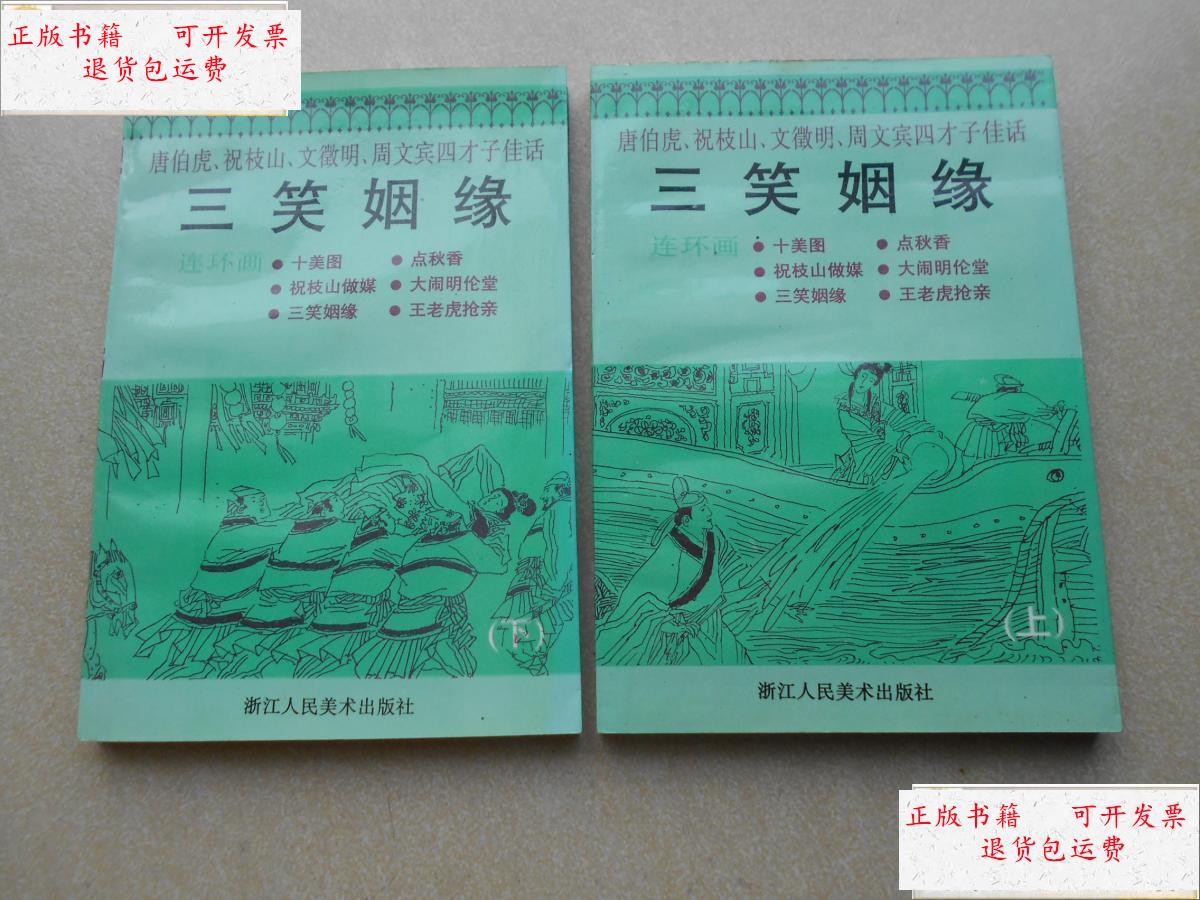 正版书籍 可开发票
退货包运费
唐伯虎、祝枝山、文徵明、周文宾四才子佳话
三笑姻缘
连环画
● 十美图 ● 点秋香
● 祝枝山做媒 ● 大闹明伦堂
● 三笑姻缘 ● 王老虎抢亲
(下)
浙江人民美术出版社
唐伯虎、祝枝山、文徵明、周文宾四才子佳话
三笑姻缘
连环画
● 十美图 ● 点秋香
● 祝枝山做媒 ● 大闹明伦堂
● 三笑姻缘 ● 王老虎抢亲
(上)
浙江人民美术出版社
正版书籍 可开发票
退货包运费